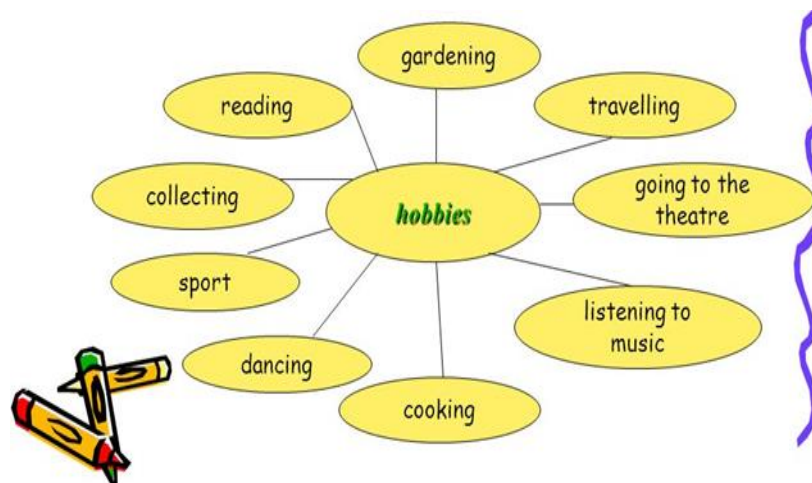 gardening
reading
travelling
collecting
hobbies
going to the
theatre
sport
listening to
music
dancing
cooking